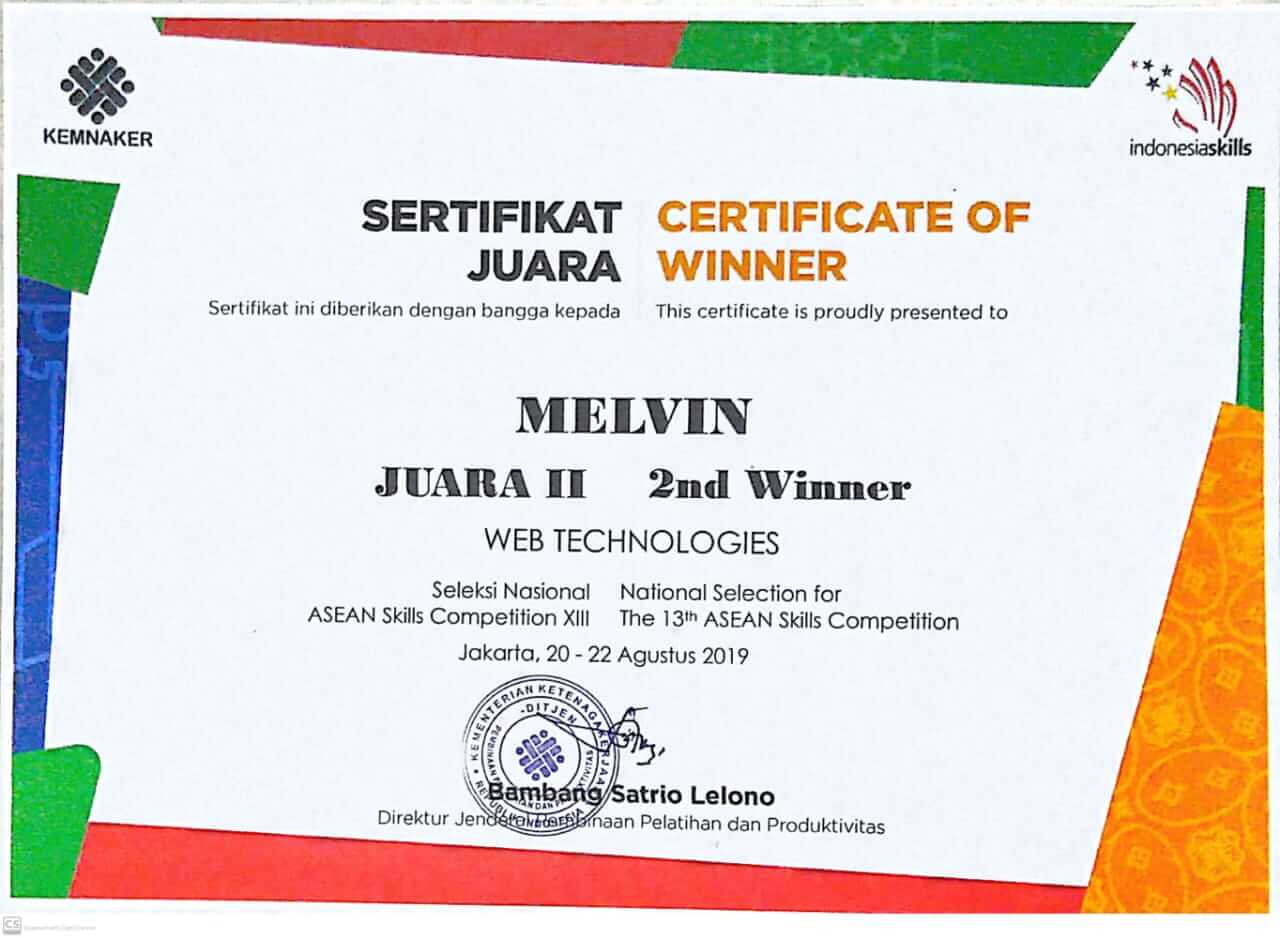 KEMNAKER
indonesiaskills
SERTIFIKAT JUARA
Sertifikat ini diberikan dengan bangga kepada
CERTIFICATE OF WINNER
This certificate is proudly presented to
MELVIN
JUARA II 2nd Winner
WEB TECHNOLOGIES
Seleksi Nasional
ASEAN Skills Competition XIII
National Selection for
The 13th ASEAN Skills Competition
Jakarta, 20 - 22 Agustus 2019
KEMENTERIAN KETENAGAKERJAAN
REPUBLIK INDONESIA
DITJEN
Bambang Satrio Lelono
Direktur Jenderal Pembinaan Pelatihan dan Produktivitas
CS